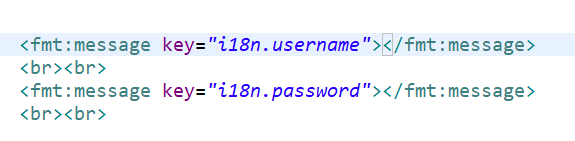 <fmt:message key="i18n.username"></fmt:message>
<br><br>
<fmt:message key="i18n.password"></fmt:message>
<br><br>